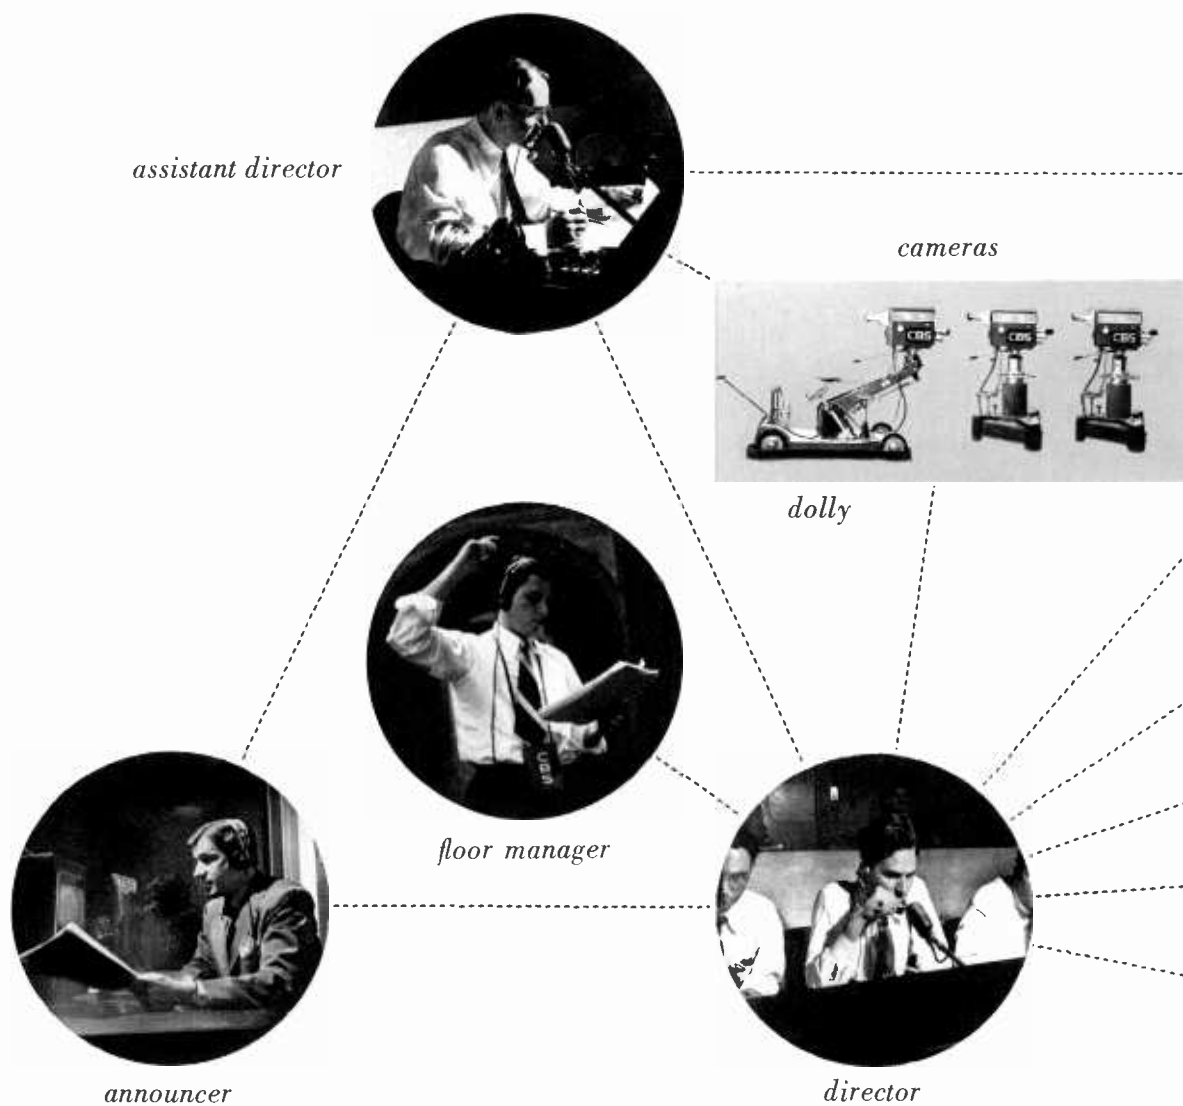 assistant director
cameras
CBS
CBS
CBS
dolly
CBS
floor manager
announcer
director